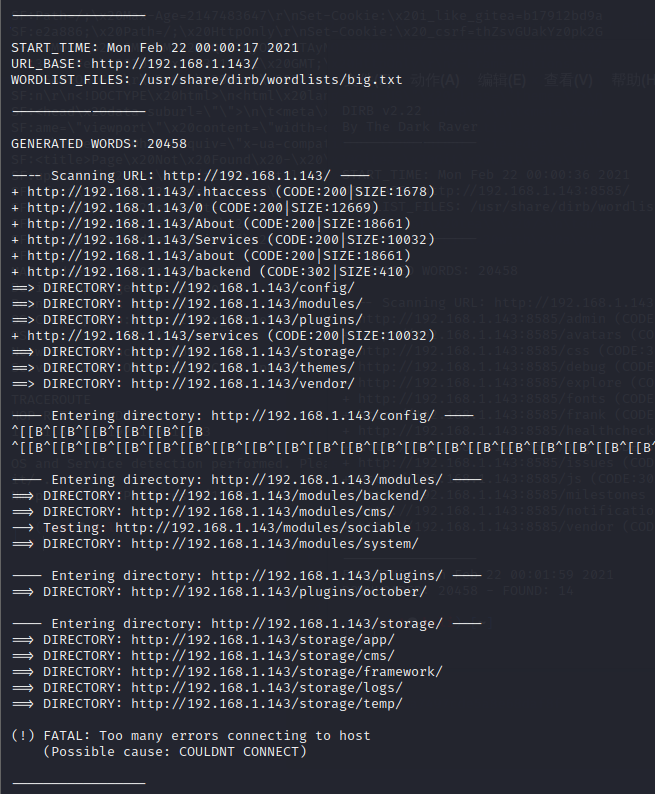 START_TIME: Mon Feb 22 00:00:17 2021
URL_BASE: http://192.168.1.143/
WORDLIST_FILES: /usr/share/dirb/wordlists/big.txt
-----------------
GENERATED WORDS: 20458
---- Scanning URL: http://192.168.1.143/ ----
+ http://192.168.1.143/.htaccess (CODE:200|SIZE:1678)
+ http://192.168.1.143/0 (CODE:200|SIZE:12669)
+ http://192.168.1.143/About (CODE:200|SIZE:18661)
+ http://192.168.1.143/Services (CODE:200|SIZE:10032)
+ http://192.168.1.143/about (CODE:200|SIZE:18661)
+ http://192.168.1.143/backend (CODE:302|SIZE:410)
==> DIRECTORY: http://192.168.1.143/config/
==> DIRECTORY: http://192.168.1.143/modules/
==> DIRECTORY: http://192.168.1.143/plugins/
+ http://192.168.1.143/services (CODE:200|SIZE:10032)
==> DIRECTORY: http://192.168.1.143/storage/
==> DIRECTORY: http://192.168.1.143/themes/
==> DIRECTORY: http://192.168.1.143/vendor/
---- Entering directory: http://192.168.1.143/config/ ----
^[[B^[[B^[[B^[[B^[[B^[[B
^[[B^[[B^[[B^[[B^[[B^[[B^[[B^[[B^[[B^[[B^[[B^[[B^[[B^[[B^[[B^[[B^[[B^[[B^[[B^[[B^
---- Entering directory: http://192.168.1.143/modules/ ----
==> DIRECTORY: http://192.168.1.143/modules/backend/
==> DIRECTORY: http://192.168.1.143/modules/cms/
--> Testing: http://192.168.1.143/modules/sociable
==> DIRECTORY: http://192.168.1.143/modules/system/
---- Entering directory: http://192.168.1.143/plugins/ ----
==> DIRECTORY: http://192.168.1.143/plugins/october/
---- Entering directory: http://192.168.1.143/storage/ ----
==> DIRECTORY: http://192.168.1.143/storage/app/
==> DIRECTORY: http://192.168.1.143/storage/cms/
==> DIRECTORY: http://192.168.1.143/storage/framework/
==> DIRECTORY: http://192.168.1.143/storage/logs/
==> DIRECTORY: http://192.168.1.143/storage/temp/
(!) FATAL: Too many errors connecting to host
(Possible cause: COULDNT CONNECT)
-----------------